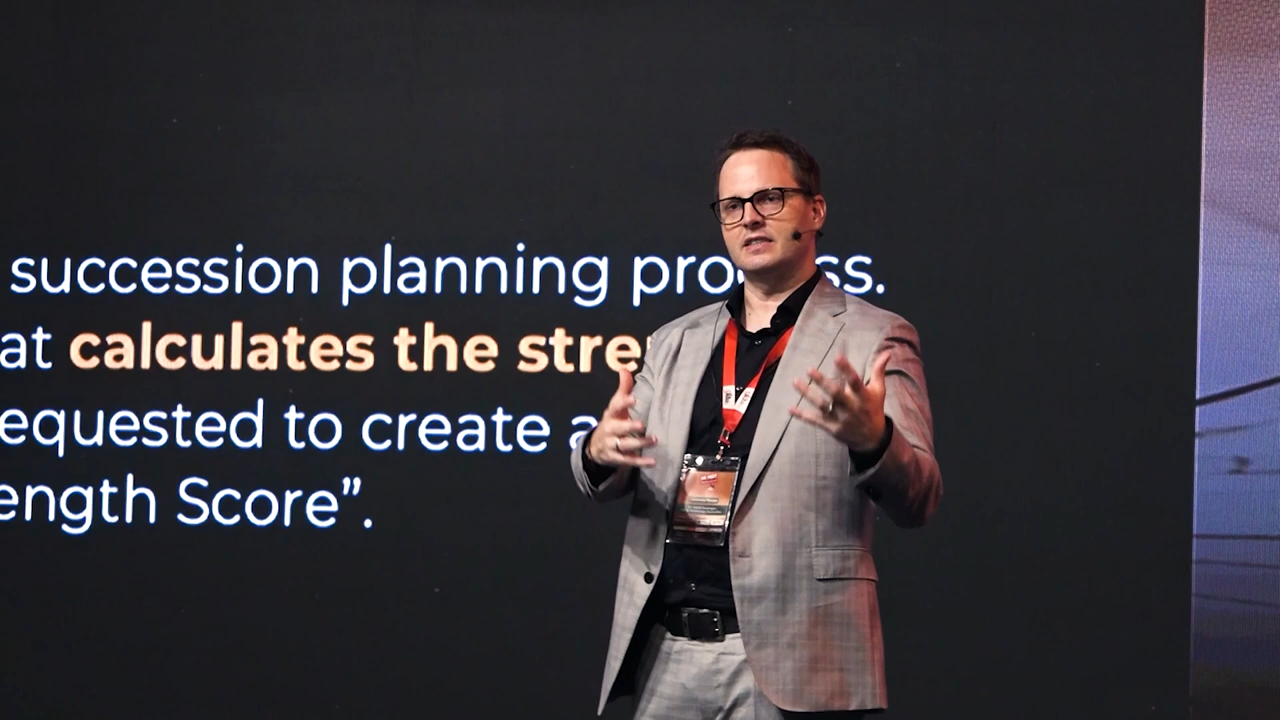 succession planning process.
at calculates the stre
equested to create a
ength Score”.